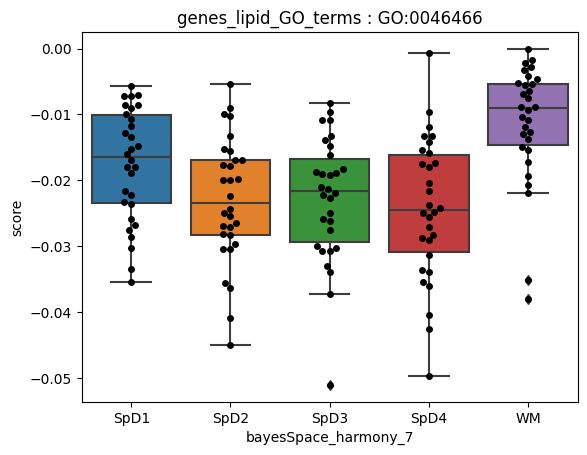 genes_lipid_GO_terms : GO:0046466
0.00
−0.01
−0.02
−0.03
−0.04
−0.05
score
SpD1 SpD2 SpD3 SpD4 WM
bayesSpace_harmony_7